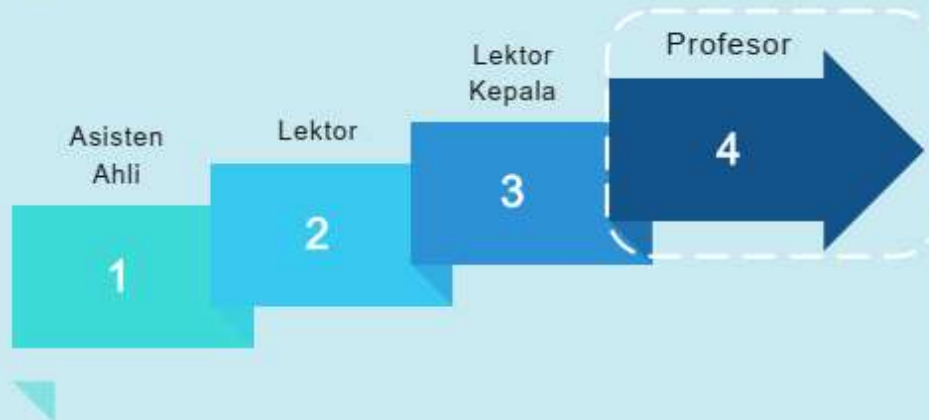 Asisten
Ahli
1
Lektor
2
Lektor
Kepala
3
Profesor
4